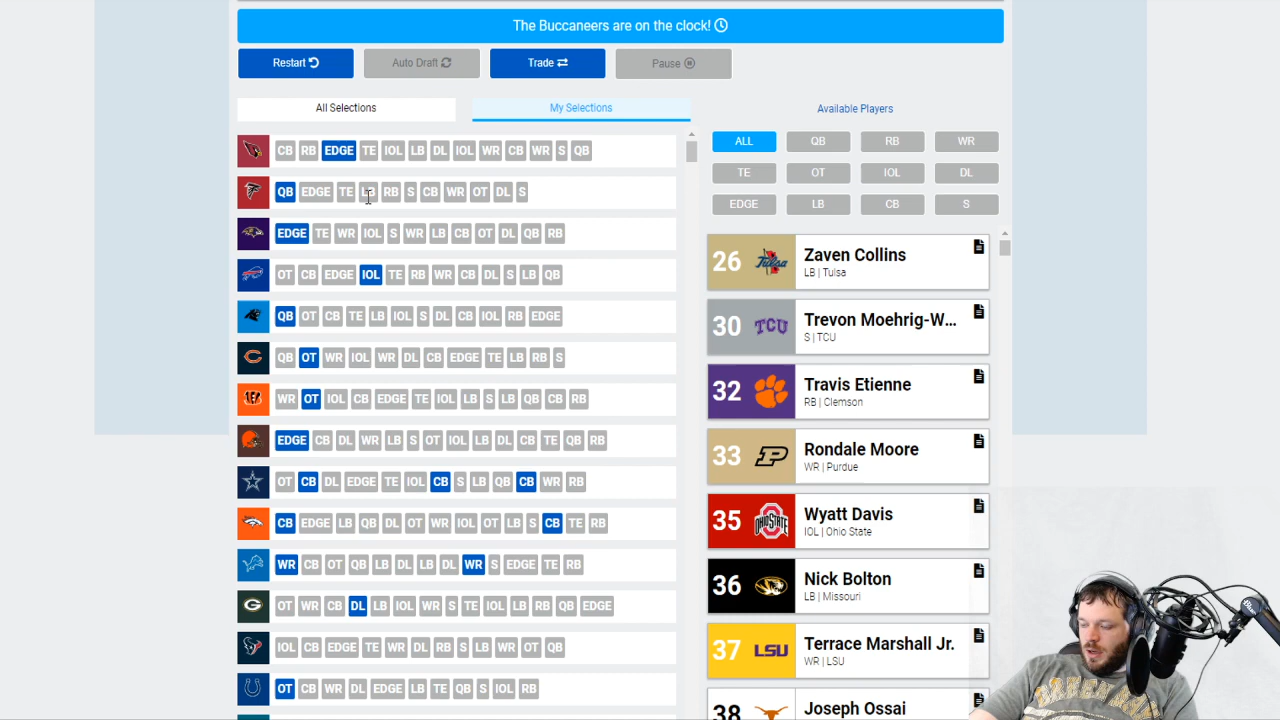 The Buccaneers are on the clock!
Restart
Auto Draft
Trade
Pause
All Selections
My Selections
Available Players
CB RB EDGE TE IOL LB DL IOL WR CB WR S QB
QB EDGE TE LB RB S CB WR OT DL S
EDGE TE WR IOL S WR LB CB OT DL QB RB
OT CB EDGE IOL TE RB WR CB DL S LB QB
QB OT CB TE LB IOL S DL CB IOL RB EDGE
QB OT WR IOL WR DL CB EDGE TE LB RB S
WR OT IOL CB EDGE TE IOL LB S LB QB CB RB
EDGE CB DL WR LB S OT IOL LB DL CB TE QB RB
OT CB DL EDGE TE IOL CB S LB QB CB WR RB
CB EDGE LB QB DL OT WR IOL OT LB S CB TE RB
WR CB OT QB LB DL LB DL WR S EDGE TE RB
OT WR CB DL LB IOL WR S TE IOL LB RB QB EDGE
IOL CB EDGE TE WR DL RB S LB WR OT QB
OT CB WR DL EDGE LB TE QB S IOL RB
ALL QB RB WR
TE OT IOL DL
EDGE LB CB S
26 Tulsa Zaven Collins
LB | Tulsa
30 TCU Trevon Moehrig-W...
S | TCU
32 Travis Etienne
RB | Clemson
33 P Rondale Moore
WR | Purdue
35 OHIO STATE Wyatt Davis
IOL | Ohio State
36 Nick Bolton
LB | Missouri
37 LSU Terrace Marshall Jr.
WR | LSU
38 Joseph Ossai